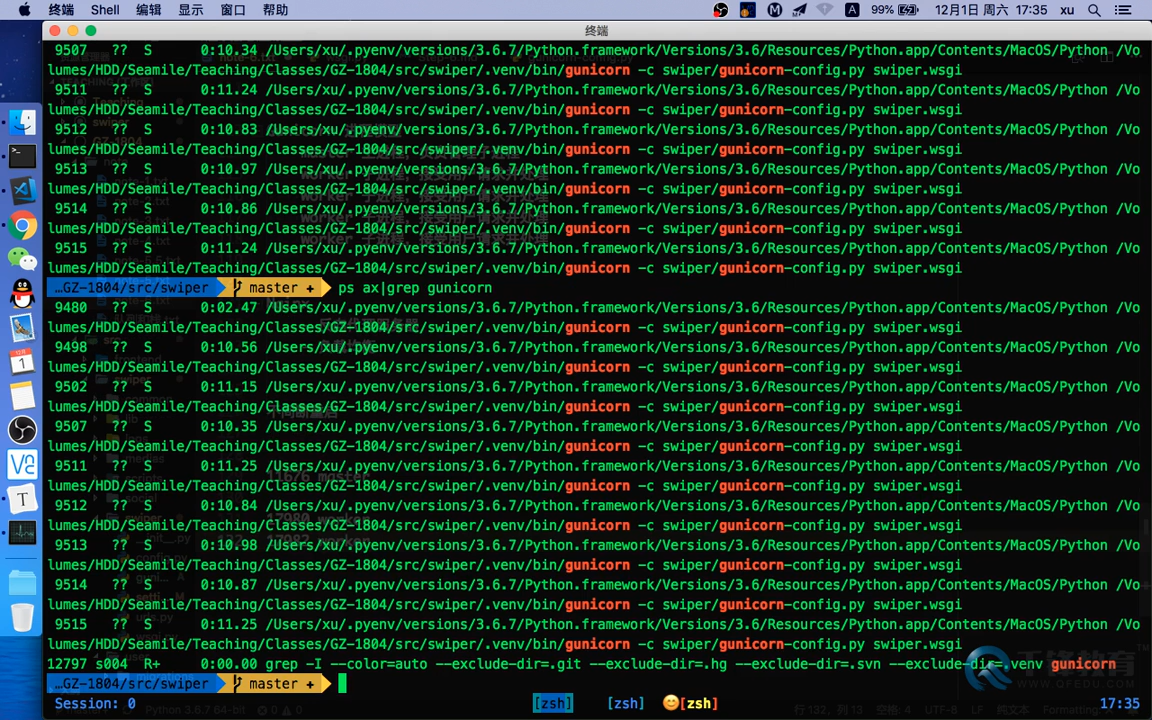 终端 Shell 编辑 显示 窗口 帮助 99% 12月1日 周六 17:35 xu
终端
9507 ?? S 0:10.34 /Users/xu/.pyenv/versions/3.6.7/Python.framework/Versions/3.6/Resources/Python.app/Contents/MacOS/Python /Vo
lumes/HDD/Seamile/Teaching/Classes/GZ-1804/src/swiper/.venv/bin/gunicorn -c swiper/gunicorn-config.py swiper.wsgi
9511 ?? S 0:11.24 /Users/xu/.pyenv/versions/3.6.7/Python.framework/Versions/3.6/Resources/Python.app/Contents/MacOS/Python /Vo
lumes/HDD/Seamile/Teaching/Classes/GZ-1804/src/swiper/.venv/bin/gunicorn -c swiper/gunicorn-config.py swiper.wsgi
9512 ?? S 0:10.83 /Users/xu/.pyenv/versions/3.6.7/Python.framework/Versions/3.6/Resources/Python.app/Contents/MacOS/Python /Vo
lumes/HDD/Seamile/Teaching/Classes/GZ-1804/src/swiper/.venv/bin/gunicorn -c swiper/gunicorn-config.py swiper.wsgi
9513 ?? S 0:10.97 /Users/xu/.pyenv/versions/3.6.7/Python.framework/Versions/3.6/Resources/Python.app/Contents/MacOS/Python /Vo
lumes/HDD/Seamile/Teaching/Classes/GZ-1804/src/swiper/.venv/bin/gunicorn -c swiper/gunicorn-config.py swiper.wsgi
9514 ?? S 0:10.86 /Users/xu/.pyenv/versions/3.6.7/Python.framework/Versions/3.6/Resources/Python.app/Contents/MacOS/Python /Vo
lumes/HDD/Seamile/Teaching/Classes/GZ-1804/src/swiper/.venv/bin/gunicorn -c swiper/gunicorn-config.py swiper.wsgi
9515 ?? S 0:11.24 /Users/xu/.pyenv/versions/3.6.7/Python.framework/Versions/3.6/Resources/Python.app/Contents/MacOS/Python /Vo
lumes/HDD/Seamile/Teaching/Classes/GZ-1804/src/swiper/.venv/bin/gunicorn -c swiper/gunicorn-config.py swiper.wsgi
…GZ-1804/src/swiper master + ps ax|grep gunicorn
9480 ?? S 0:02.47 /Users/xu/.pyenv/versions/3.6.7/Python.framework/Versions/3.6/Resources/Python.app/Contents/MacOS/Python /Vo
lumes/HDD/Seamile/Teaching/Classes/GZ-1804/src/swiper/.venv/bin/gunicorn -c swiper/gunicorn-config.py swiper.wsgi
9498 ?? S 0:10.56 /Users/xu/.pyenv/versions/3.6.7/Python.framework/Versions/3.6/Resources/Python.app/Contents/MacOS/Python /Vo
lumes/HDD/Seamile/Teaching/Classes/GZ-1804/src/swiper/.venv/bin/gunicorn -c swiper/gunicorn-config.py swiper.wsgi
9502 ?? S 0:11.15 /Users/xu/.pyenv/versions/3.6.7/Python.framework/Versions/3.6/Resources/Python.app/Contents/MacOS/Python /Vo
lumes/HDD/Seamile/Teaching/Classes/GZ-1804/src/swiper/.venv/bin/gunicorn -c swiper/gunicorn-config.py swiper.wsgi
9507 ?? S 0:10.35 /Users/xu/.pyenv/versions/3.6.7/Python.framework/Versions/3.6/Resources/Python.app/Contents/MacOS/Python /Vo
lumes/HDD/Seamile/Teaching/Classes/GZ-1804/src/swiper/.venv/bin/gunicorn -c swiper/gunicorn-config.py swiper.wsgi
9511 ?? S 0:11.25 /Users/xu/.pyenv/versions/3.6.7/Python.framework/Versions/3.6/Resources/Python.app/Contents/MacOS/Python /Vo
lumes/HDD/Seamile/Teaching/Classes/GZ-1804/src/swiper/.venv/bin/gunicorn -c swiper/gunicorn-config.py swiper.wsgi
9512 ?? S 0:10.84 /Users/xu/.pyenv/versions/3.6.7/Python.framework/Versions/3.6/Resources/Python.app/Contents/MacOS/Python /Vo
lumes/HDD/Seamile/Teaching/Classes/GZ-1804/src/swiper/.venv/bin/gunicorn -c swiper/gunicorn-config.py swiper.wsgi
9513 ?? S 0:10.98 /Users/xu/.pyenv/versions/3.6.7/Python.framework/Versions/3.6/Resources/Python.app/Contents/MacOS/Python /Vo
lumes/HDD/Seamile/Teaching/Classes/GZ-1804/src/swiper/.venv/bin/gunicorn -c swiper/gunicorn-config.py swiper.wsgi
9514 ?? S 0:10.87 /Users/xu/.pyenv/versions/3.6.7/Python.framework/Versions/3.6/Resources/Python.app/Contents/MacOS/Python /Vo
lumes/HDD/Seamile/Teaching/Classes/GZ-1804/src/swiper/.venv/bin/gunicorn -c swiper/gunicorn-config.py swiper.wsgi
9515 ?? S 0:11.25 /Users/xu/.pyenv/versions/3.6.7/Python.framework/Versions/3.6/Resources/Python.app/Contents/MacOS/Python /Vo
lumes/HDD/Seamile/Teaching/Classes/GZ-1804/src/swiper/.venv/bin/gunicorn -c swiper/gunicorn-config.py swiper.wsgi
12797 s004 R+ 0:00.00 grep -I --color=auto --exclude-dir=.git --exclude-dir=.hg --exclude-dir=.svn --exclude-dir=.venv gunicorn
…GZ-1804/src/swiper master +
千锋教育
WWW.QFEDU.COM
Session: 0 [zsh] [zsh] 😊[zsh] 17:35